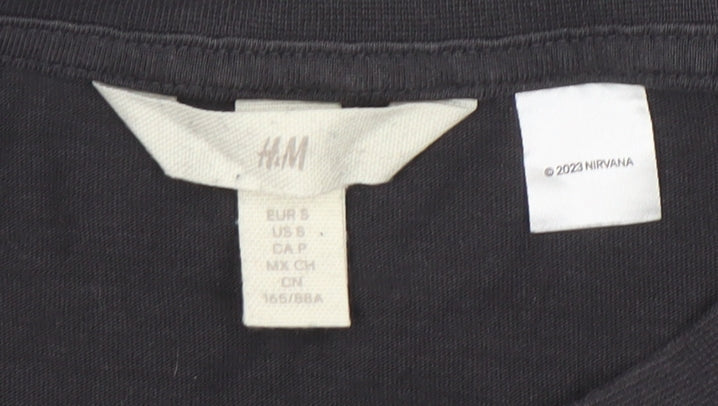 H&M
EUR S
US S
CA P
MX CH
CN
165/88A
© 2023 NIRVANA